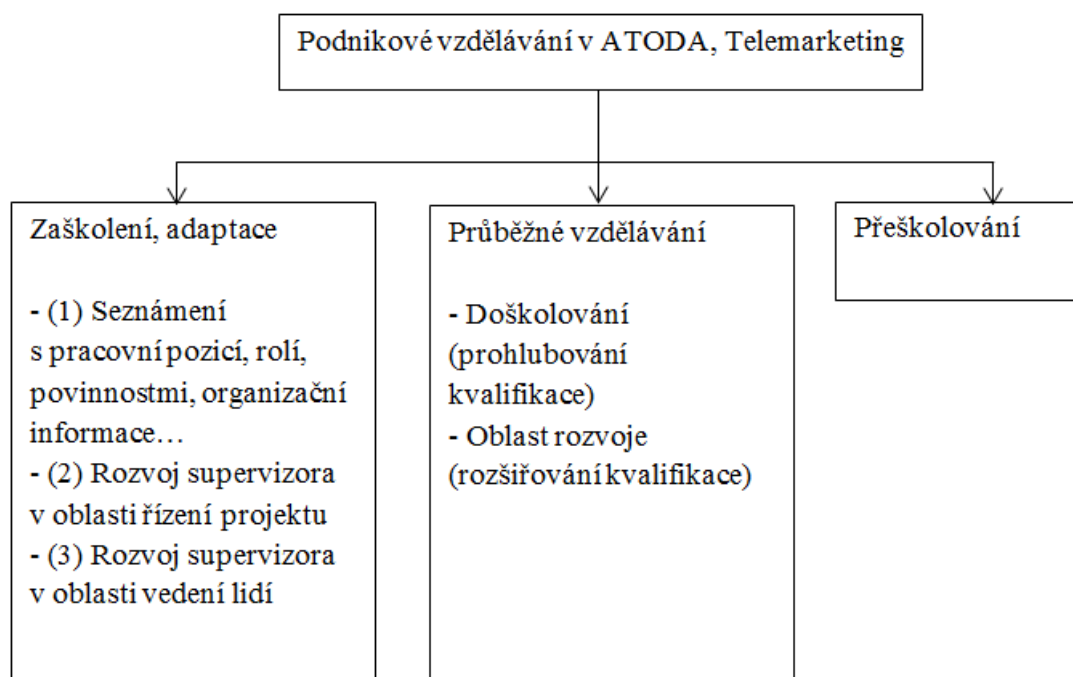 Podnikové vzdělávání v ATODA, Telemarketing
Zaškolení, adaptace
- (1) Seznámení
s pracovní pozicí, rolí,
povinnostmi, organizační
informace…
- (2) Rozvoj supervizora
v oblasti řízení projektu
- (3) Rozvoj supervizora
v oblasti vedení lidí
Průběžné vzdělávání
- Doškolování
(prohlubování
kvalifikace)
- Oblast rozvoje
(rozšiřování kvalifikace)
Přeškolování